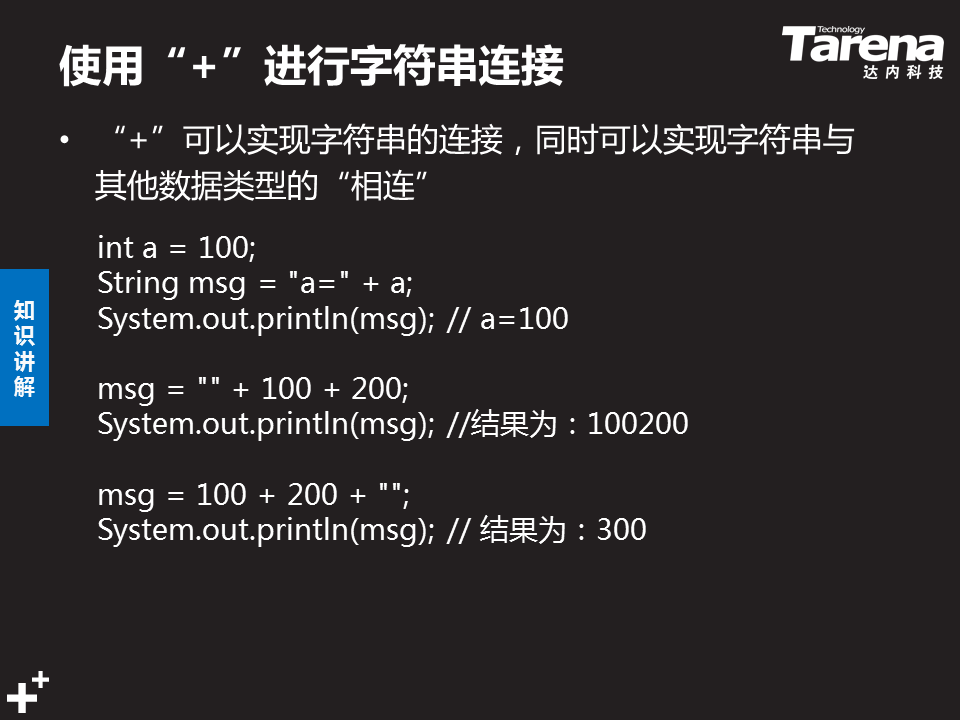 使用“+”进行字符串连接
Technology
Tarena
达内科技
• “+”可以实现字符串的连接，同时可以实现字符串与
其他数据类型的“相连”
int a = 100;
String msg = "a=" + a;
System.out.println(msg); // a=100
msg = "" + 100 + 200;
System.out.println(msg); //结果为：100200
msg = 100 + 200 + "";
System.out.println(msg); // 结果为：300
知
识
讲
解